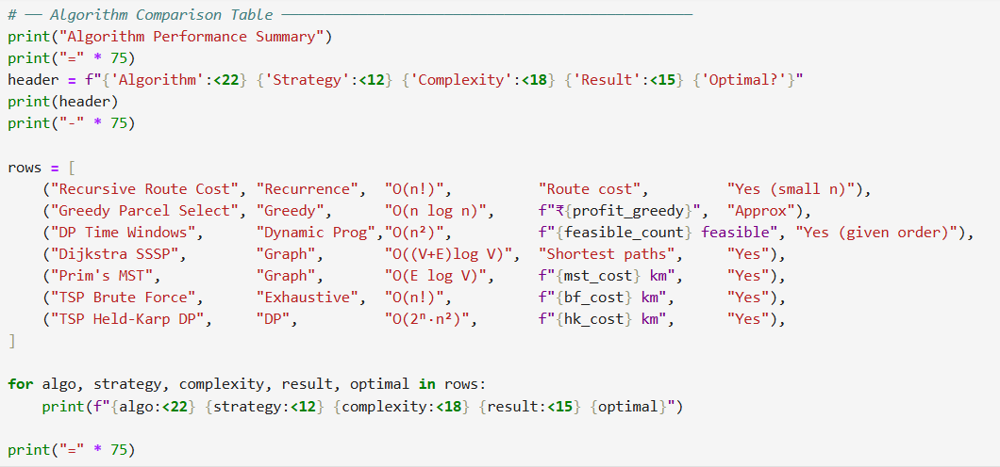 # ── Algorithm Comparison Table ────────────────────────────────────────────────
print("Algorithm Performance Summary")
print("=" * 75)
header = f"{'Algorithm':<22} {'Strategy':<12} {'Complexity':<18} {'Result':<15} {'Optimal?'}"
print(header)
print("-" * 75)

rows = [
    ("Recursive Route Cost", "Recurrence",  "O(n!)",           "Route cost",         "Yes (small n)"),
    ("Greedy Parcel Select", "Greedy",      "O(n log n)",      f"₹{profit_greedy}",  "Approx"),
    ("DP Time Windows",      "Dynamic Prog","O(n²)",           f"{feasible_count} feasible", "Yes (given order)"),
    ("Dijkstra SSSP",        "Graph",       "O((V+E)log V)",  "Shortest paths",     "Yes"),
    ("Prim's MST",           "Graph",       "O(E log V)",      f"{mst_cost} km",      "Yes"),
    ("TSP Brute Force",      "Exhaustive",  "O(n!)",           f"{bf_cost} km",      "Yes"),
    ("TSP Held-Karp DP",     "DP",          "O(2ⁿ·n²)",        f"{hk_cost} km",      "Yes"),
]

for algo, strategy, complexity, result, optimal in rows:
    print(f"{algo:<22} {strategy:<12} {complexity:<18} {result:<15} {optimal}")

print("=" * 75)